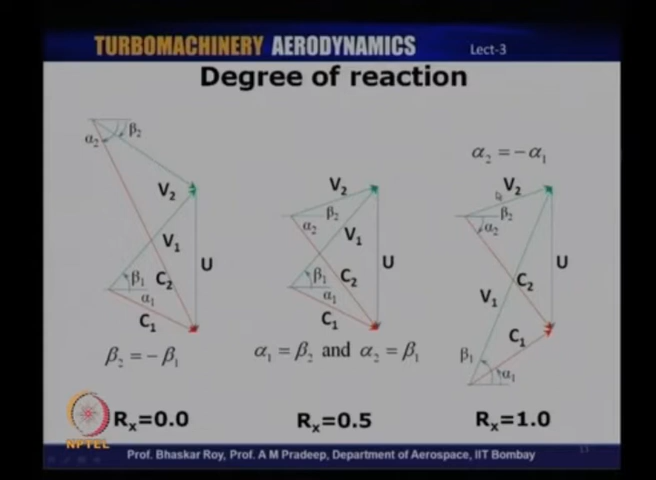 TURBOMACHINERY AERODYNAMICS Lect-3
Degree of reaction
α₂ β₂
V₂
V₁
U
β₁ C₂
α₁
C₁
β₂ = - β₁
Rₓ=0.0
V₂
β₂
α₂
V₁
U
β₁ C₂
α₁
C₁
α₁ = β₂ and α₂ = β₁
Rₓ=0.5
α₂ = -α₁
V₂
β₂
α₂
U
C₂
V₁
C₁
β₁
α₁
Rₓ=1.0
NPTEL
Prof. Bhaskar Roy, Prof. A M Pradeep, Department of Aerospace, IIT Bombay
13